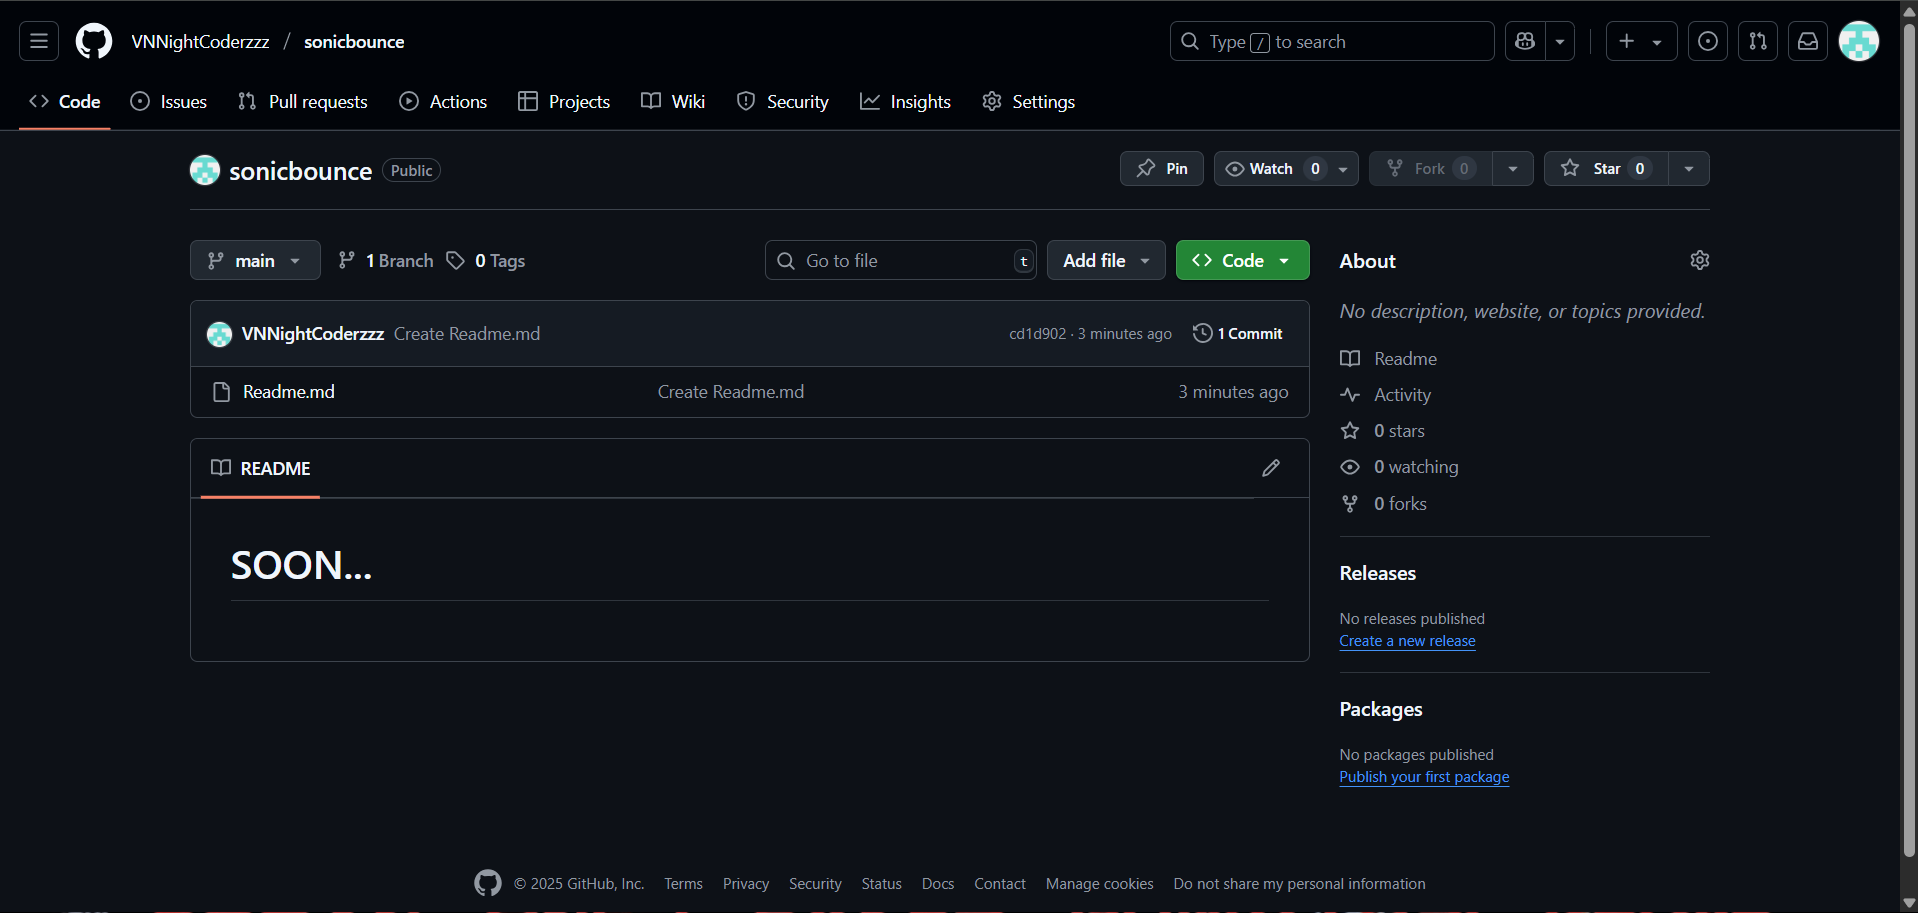 VNNightCoderzzz / sonicbounce
Type / to search
Code Issues Pull requests Actions Projects Wiki Security Insights Settings
sonicbounce Public
Pin Watch 0 Fork 0 Star 0
main 1 Branch 0 Tags
Go to file t Add file Code
VNNightCoderzzz Create Readme.md cd1d902 · 3 minutes ago 1 Commit
Readme.md Create Readme.md 3 minutes ago
README
SOON...
About
No description, website, or topics provided.
Readme
Activity
0 stars
0 watching
0 forks
Releases
No releases published
Create a new release
Packages
No packages published
Publish your first package
© 2025 GitHub, Inc. Terms Privacy Security Status Docs Contact Manage cookies Do not share my personal information